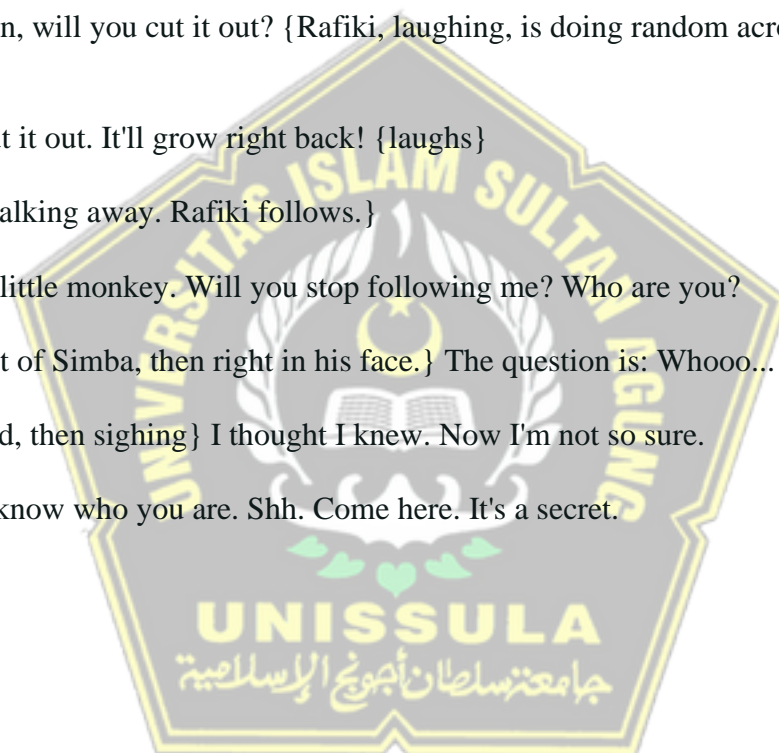 n, will you cut it out? {Rafiki, laughing, is doing random acro
t it out. It'll grow right back! {laughs}
alking away. Rafiki follows.}
little monkey. Will you stop following me? Who are you?
t of Simba, then right in his face.} The question is: Whooo...
d, then sighing} I thought I knew. Now I'm not so sure.
know who you are. Shh. Come here. It's a secret.
UNIVERSITAS ISLAM SULTAN AGUNG
UNISSULA
جامعة سلطان أجونج الإسلامية